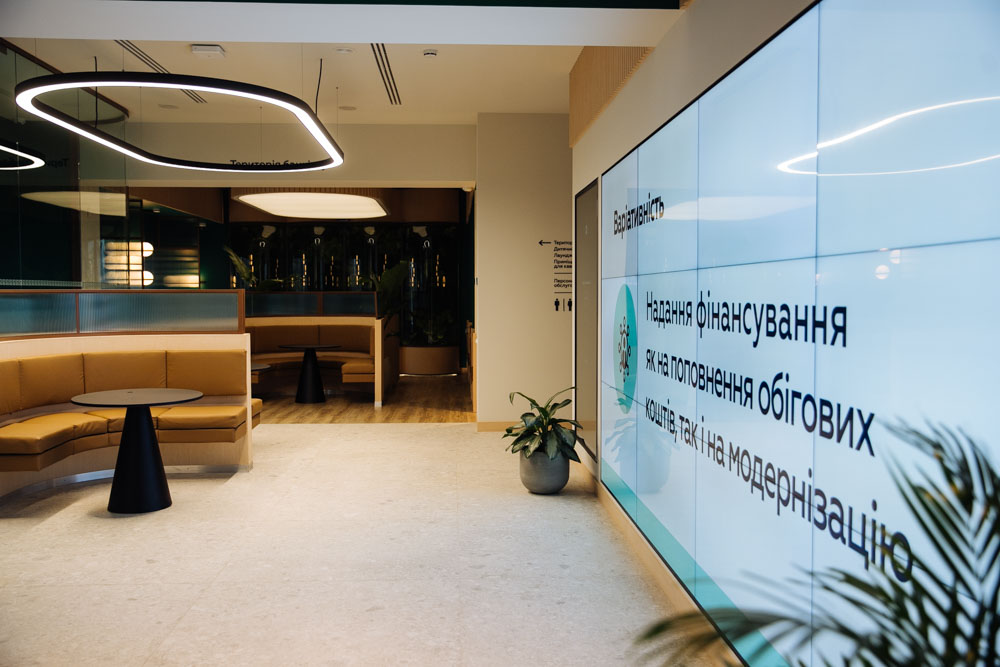 Варіативність
Надання фінансування
як на поповнення обігових
коштів, так і на модернізацію